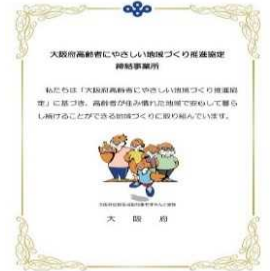 大阪府高齢者にやさしい地域づくり推進協定
締結事業所
私たちは「大阪府高齢者にやさしい地域づくり推進協
定」に基づき、高齢者が住み慣れた地域で安心して暮ら
し続けることができる地域づくりに取り組んでいます。
大阪府